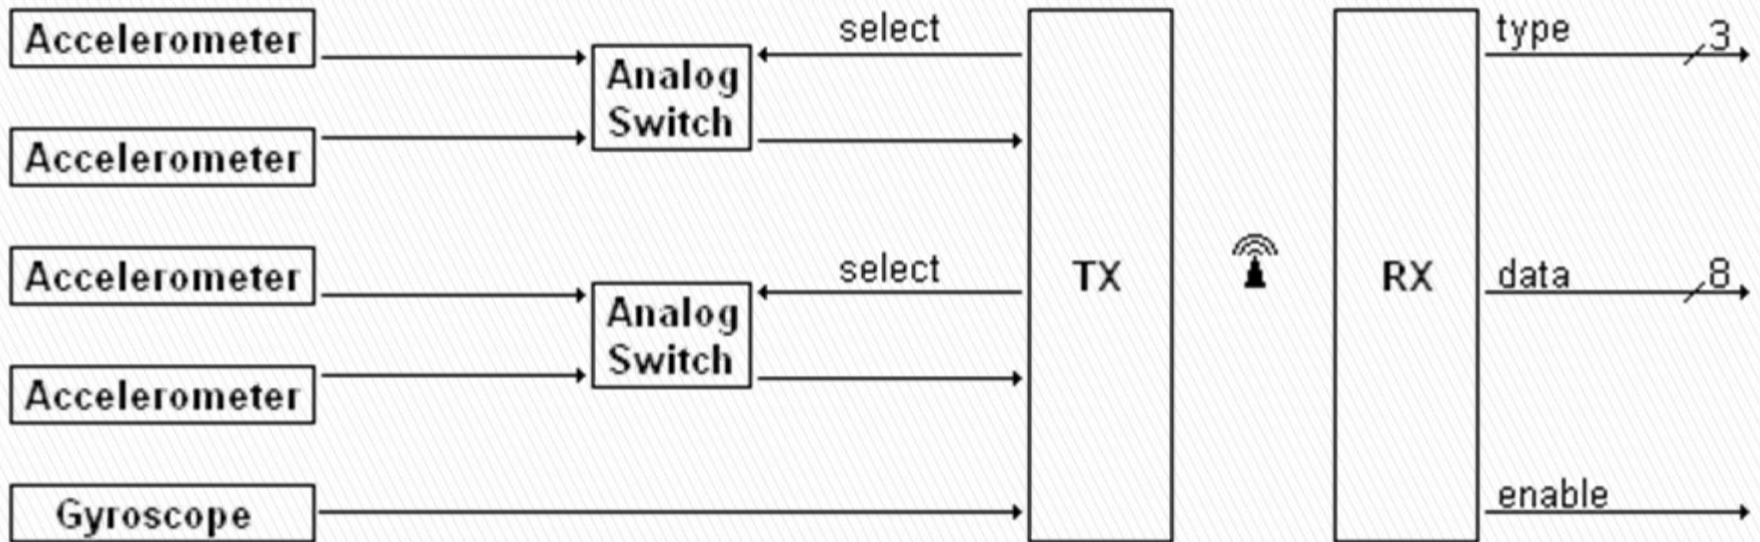 Accelerometer
Accelerometer
Analog
Switch
select
Accelerometer
Accelerometer
Analog
Switch
select
Gyroscope
TX
RX
type
3
data
8
enable